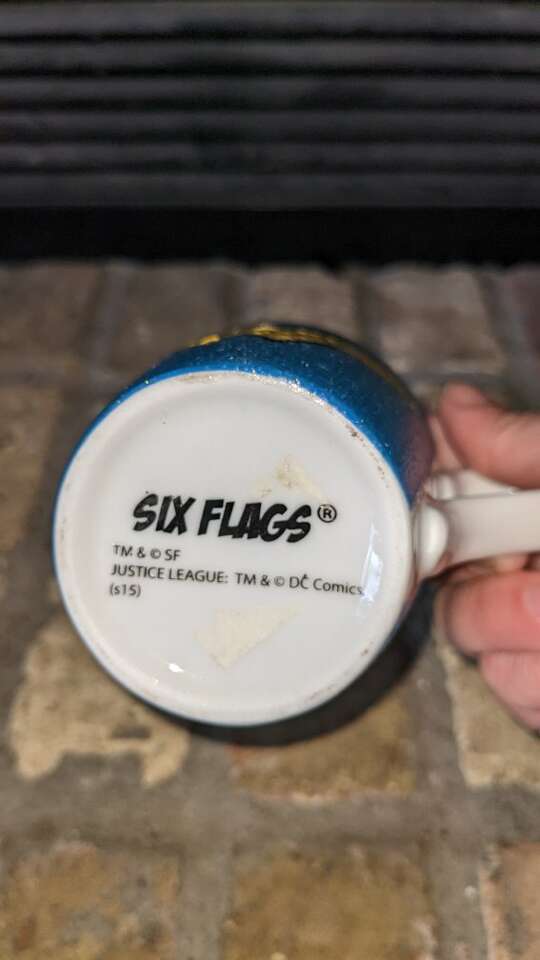 SIX FLAGS®
TM & © SF
JUSTICE LEAGUE: TM & © DC Comics.
(s15)